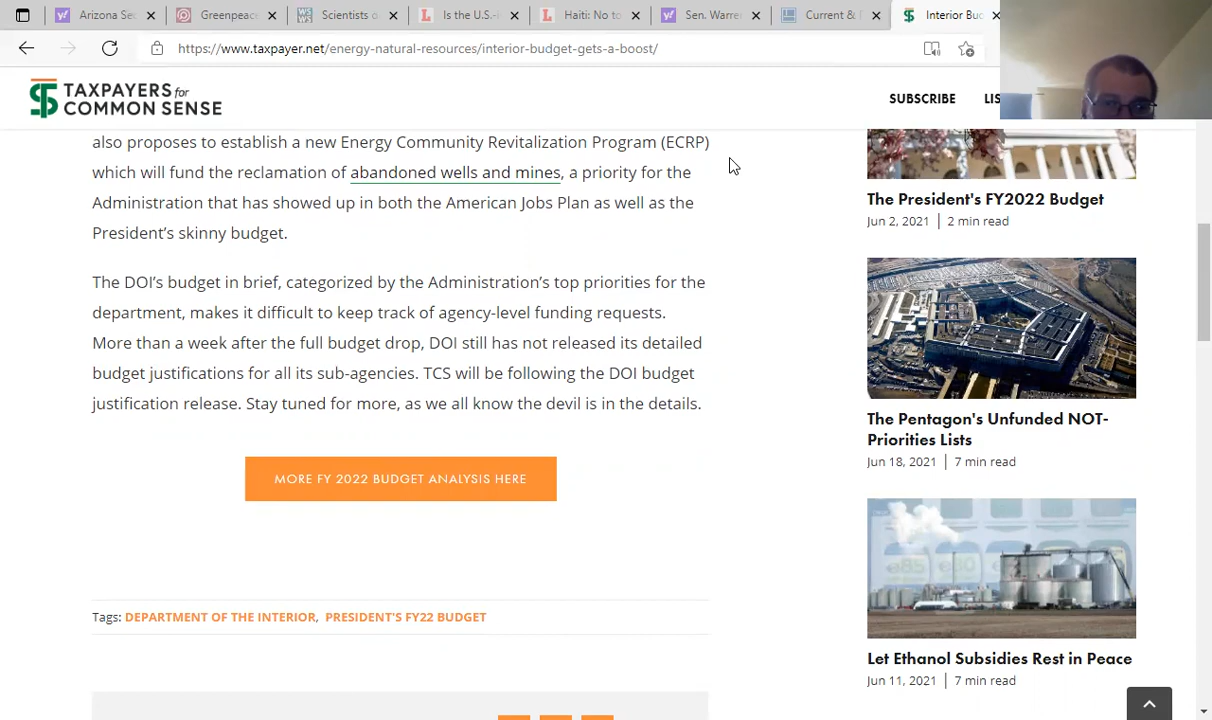 Arizona Se
Greenpeace
Scientists o
Is the U.S.-
Haiti: No to
Sen. Warre
Current &
Interior Bud
https://www.taxpayer.net/energy-natural-resources/interior-budget-gets-a-boost/
TAXPAYERS for
COMMON SENSE
SUBSCRIBE
LIS
also proposes to establish a new Energy Community Revitalization Program (ECRP)
which will fund the reclamation of abandoned wells and mines, a priority for the
Administration that has showed up in both the American Jobs Plan as well as the
President's skinny budget.
The DOI's budget in brief, categorized by the Administration's top priorities for the
department, makes it difficult to keep track of agency-level funding requests.
More than a week after the full budget drop, DOI still has not released its detailed
budget justifications for all its sub-agencies. TCS will be following the DOI budget
justification release. Stay tuned for more, as we all know the devil is in the details.
MORE FY 2022 BUDGET ANALYSIS HERE
Tags: DEPARTMENT OF THE INTERIOR, PRESIDENT'S FY22 BUDGET
The President's FY2022 Budget
Jun 2, 2021 | 2 min read
The Pentagon's Unfunded NOT-
Priorities Lists
Jun 18, 2021 | 7 min read
Let Ethanol Subsidies Rest in Peace
Jun 11, 2021 | 7 min read